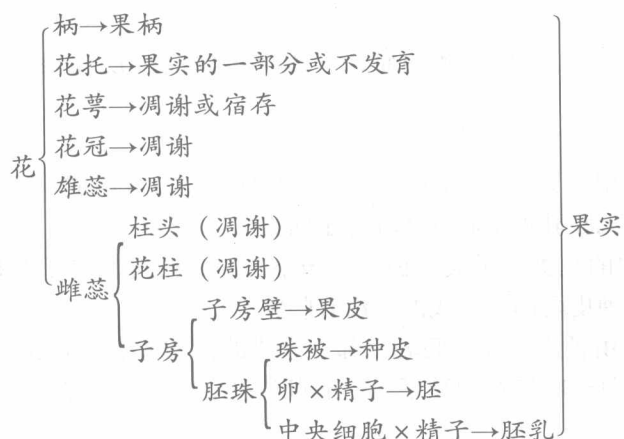 柄→果柄
花托→果实的一部分或不发育
花萼→凋谢或宿存
花冠→凋谢
花
雄蕊→凋谢
柱头（凋谢）
果实
花柱（凋谢）
雌蕊
子房壁→果皮
子房
珠被→种皮
胚珠
卵×精子→胚
中央细胞×精子→胚乳